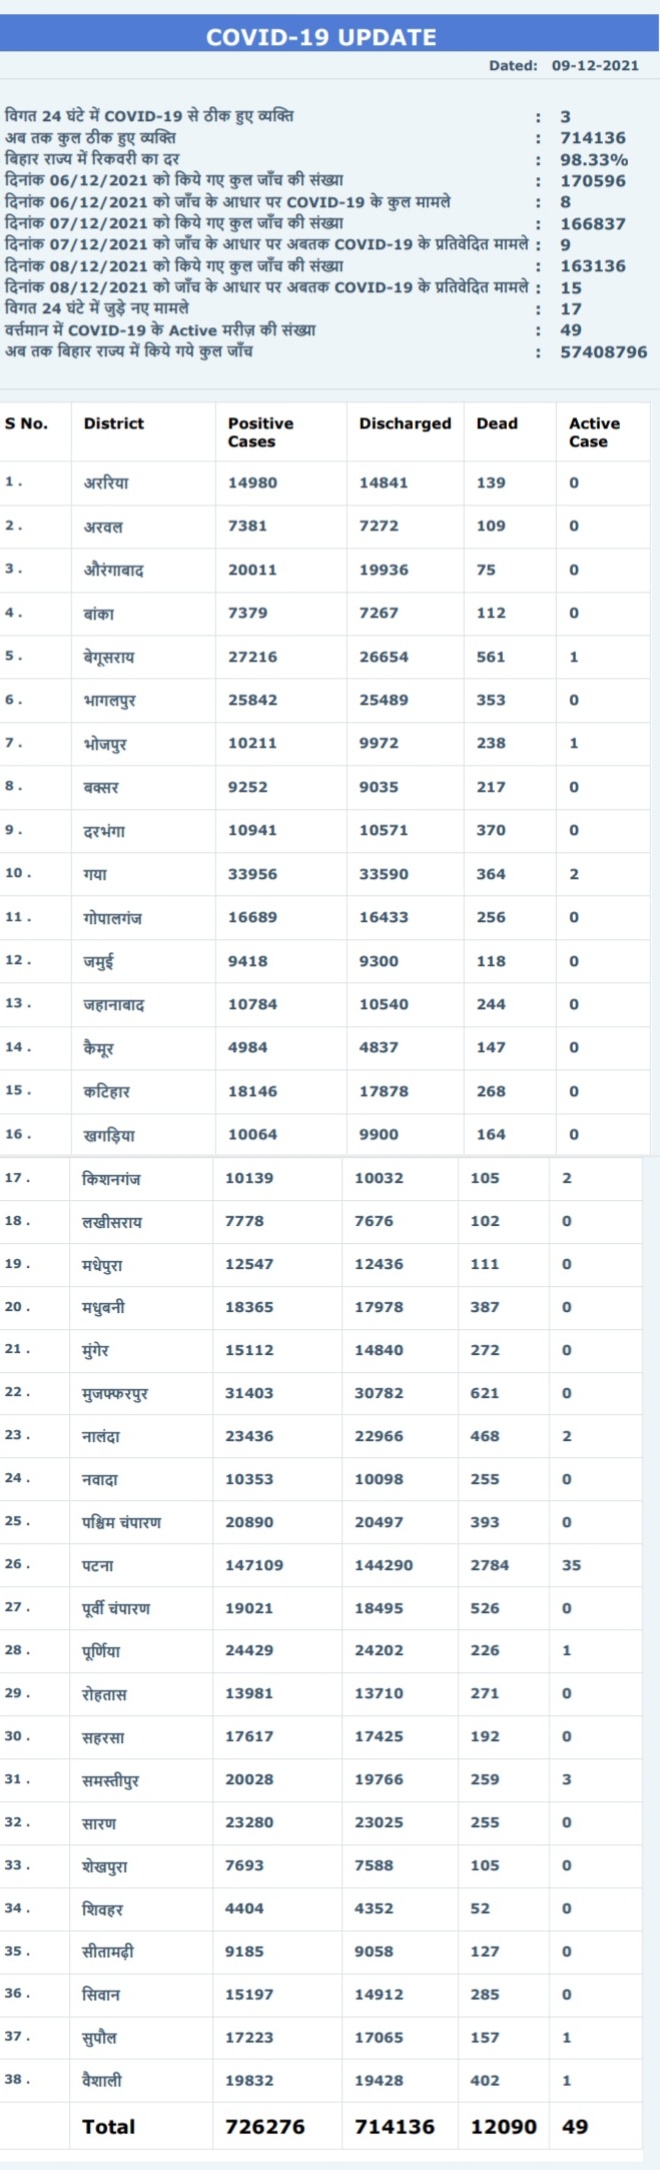 COVID-19 UPDATE
Dated: 09-12-2021
विगत 24 घंटे में COVID-19 से ठीक हुए व्यक्ति : 3
अब तक कुल ठीक हुए व्यक्ति : 714136
बिहार राज्य में रिकवरी का दर : 98.33%
दिनांक 06/12/2021 को किये गए कुल जाँच की संख्या : 170596
दिनांक 06/12/2021 को जाँच के आधार पर COVID-19 के कुल मामले : 8
दिनांक 07/12/2021 को किये गए कुल जाँच की संख्या : 166837
दिनांक 07/12/2021 को जाँच के आधार पर अबतक COVID-19 के प्रतिवेदित मामले : 9
दिनांक 08/12/2021 को किये गए कुल जाँच की संख्या : 163136
दिनांक 08/12/2021 को जाँच के आधार पर अबतक COVID-19 के प्रतिवेदित मामले : 15
विगत 24 घंटे में जुड़े नए मामले : 17
वर्त्तमान में COVID-19 के Active मरीज़ की संख्या : 49
अब तक बिहार राज्य में किये गये कुल जाँच : 57408796
S No. District Positive Cases Discharged Dead Active Case
1 . अररिया 14980 14841 139 0
2 . अरवल 7381 7272 109 0
3 . औरंगाबाद 20011 19936 75 0
4 . बांका 7379 7267 112 0
5 . बेगूसराय 27216 26654 561 1
6 . भागलपुर 25842 25489 353 0
7 . भोजपुर 10211 9972 238 1
8 . बक्सर 9252 9035 217 0
9 . दरभंगा 10941 10571 370 0
10 . गया 33956 33590 364 2
11 . गोपालगंज 16689 16433 256 0
12 . जमुई 9418 9300 118 0
13 . जहानाबाद 10784 10540 244 0
14 . कैमूर 4984 4837 147 0
15 . कटिहार 18146 17878 268 0
16 . खगड़िया 10064 9900 164 0
17 . किशनगंज 10139 10032 105 2
18 . लखीसराय 7778 7676 102 0
19 . मधेपुरा 12547 12436 111 0
20 . मधुबनी 18365 17978 387 0
21 . मुंगेर 15112 14840 272 0
22 . मुजफ्फरपुर 31403 30782 621 0
23 . नालंदा 23436 22966 468 2
24 . नवादा 10353 10098 255 0
25 . पश्चिम चंपारण 20890 20497 393 0
26 . पटना 147109 144290 2784 35
27 . पूर्वी चंपारण 19021 18495 526 0
28 . पूर्णिया 24429 24202 226 1
29 . रोहतास 13981 13710 271 0
30 . सहरसा 17617 17425 192 0
31 . समस्तीपुर 20028 19766 259 3
32 . सारण 23280 23025 255 0
33 . शेखपुरा 7693 7588 105 0
34 . शिवहर 4404 4352 52 0
35 . सीतामढ़ी 9185 9058 127 0
36 . सिवान 15197 14912 285 0
37 . सुपौल 17223 17065 157 1
38 . वैशाली 19832 19428 402 1
Total 726276 714136 12090 49